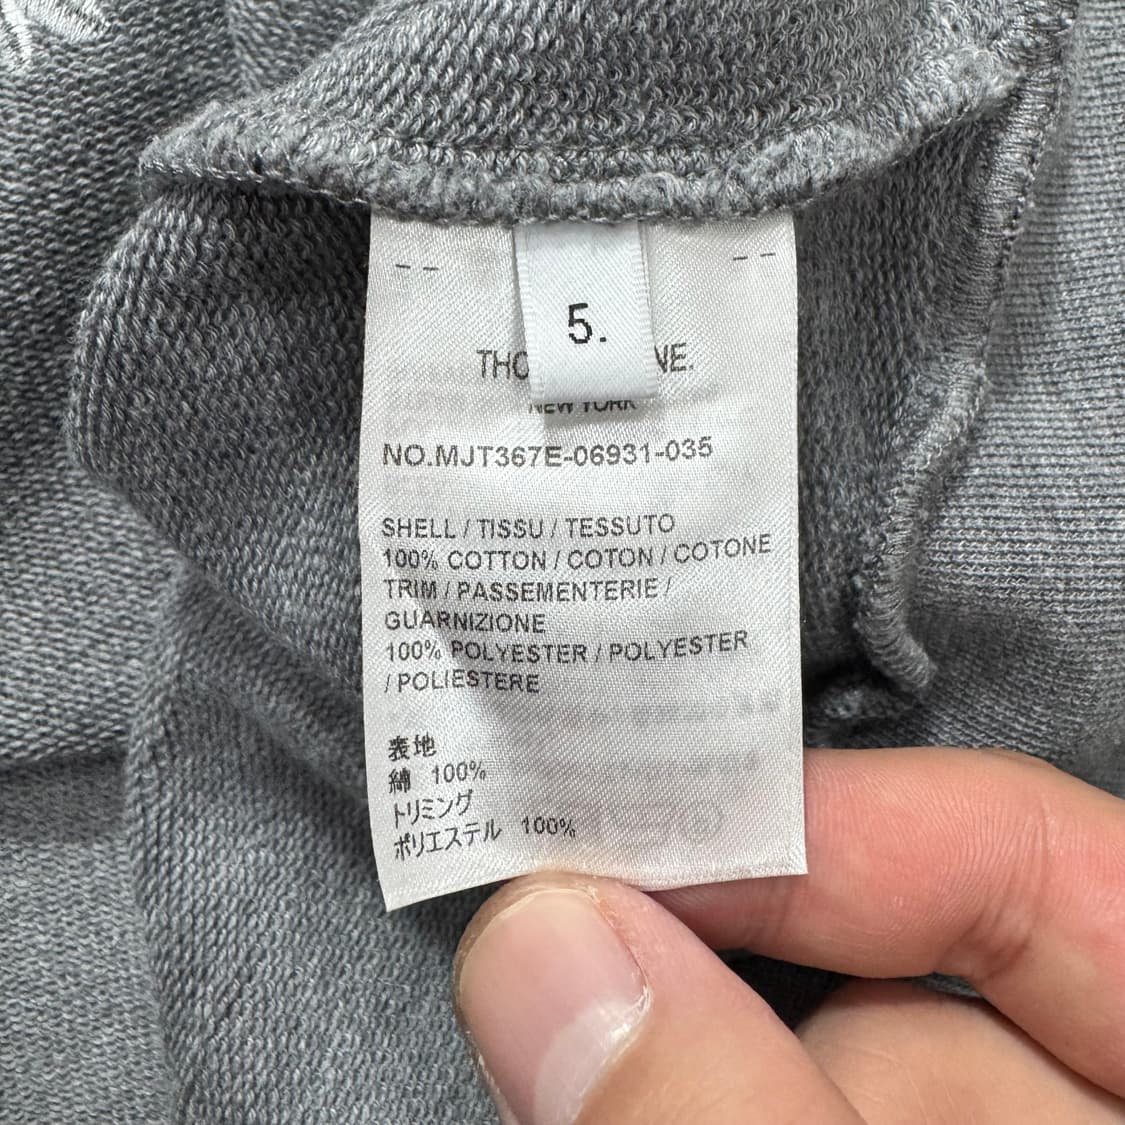 - -
- -
5.
THO NE.
NEW YORK
NO.MJT367E-06931-035
SHELL / TISSU / TESSUTO
100% COTTON / COTON / COTONE
TRIM / PASSEMENTERIE /
GUARNIZIONE
100% POLYESTER / POLYESTER
/ POLIESTERE
表地
綿 100%
トリミング
ポリエステル 100%